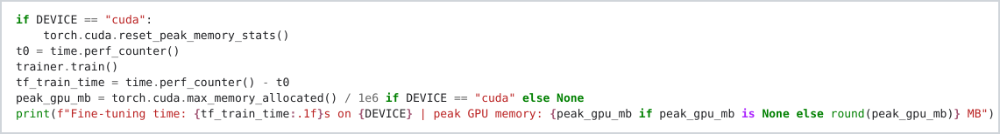 if DEVICE == "cuda":
    torch.cuda.reset_peak_memory_stats()
t0 = time.perf_counter()
trainer.train()
tf_train_time = time.perf_counter() - t0
peak_gpu_mb = torch.cuda.max_memory_allocated() / 1e6 if DEVICE == "cuda" else None
print(f"Fine-tuning time: {tf_train_time:.1f}s on {DEVICE} | peak GPU memory: {peak_gpu_mb if peak_gpu_mb is None else round(peak_gpu_mb)} MB")